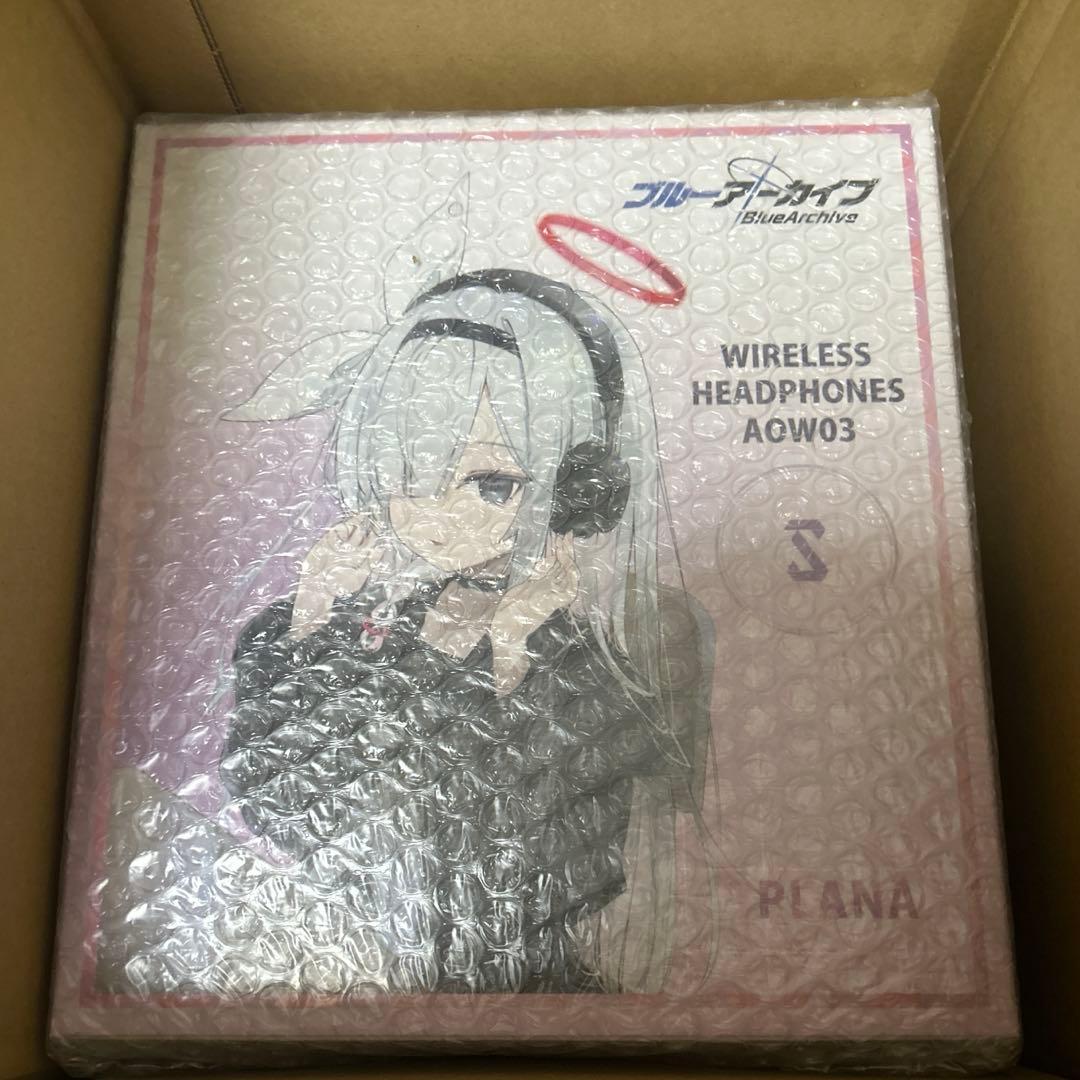 ブルーアーカイブ
BlueArchive
WIRELESS
HEADPHONES
AOW03
PLANA